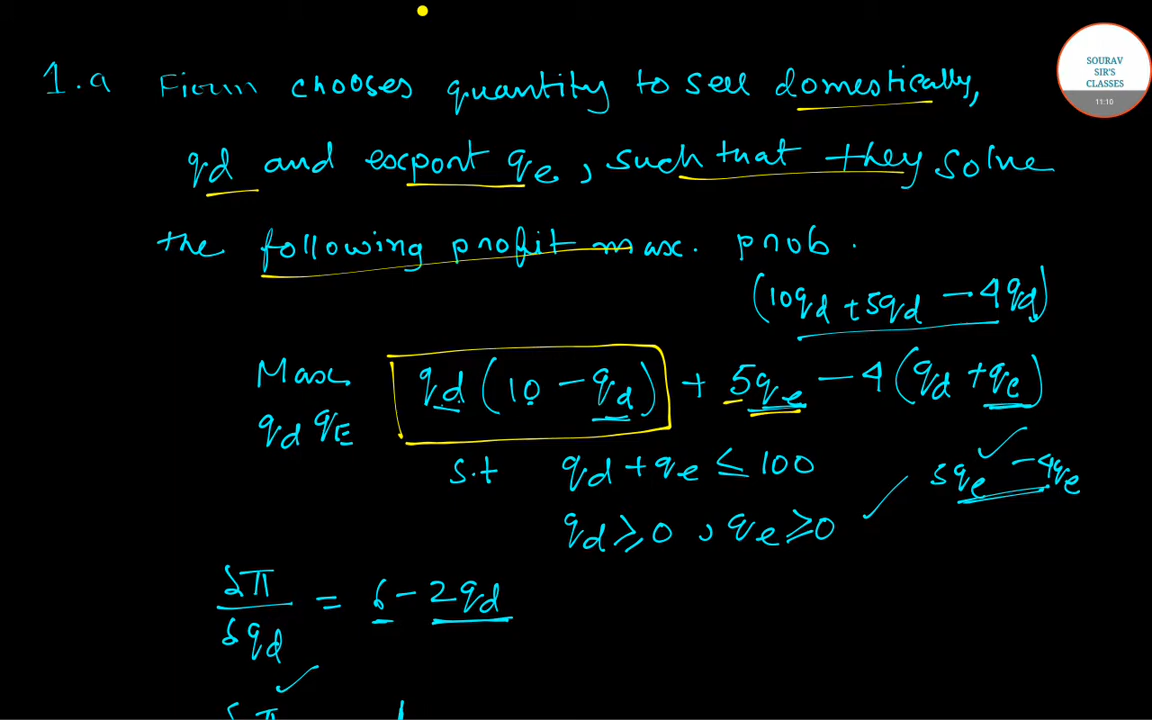 SOURAV
SIR'S
CLASSES
11:10
1.a Firm chooses quantity to sell domestically,
qd and export qe, such that they solve
the following profit max. prob.
(10qd + 5qd - 4qd)
Max qd (10 - qd) + 5qe - 4(qd + qe)
qd qE
s.t qd + qe ≤ 100
5qe - 4qe
qd ≥ 0, qe ≥ 0
δπ/δqd = 6 - 2qd